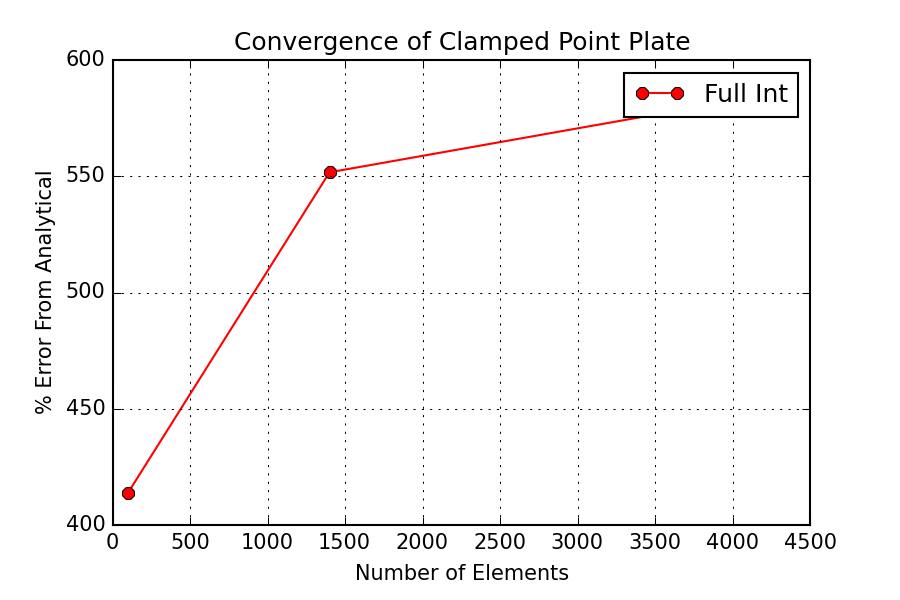 Convergence of Clamped Point Plate
600
550
500
450
400
% Error From Analytical
Full Int
0 500 1000 1500 2000 2500 3000 3500 4000 4500
Number of Elements